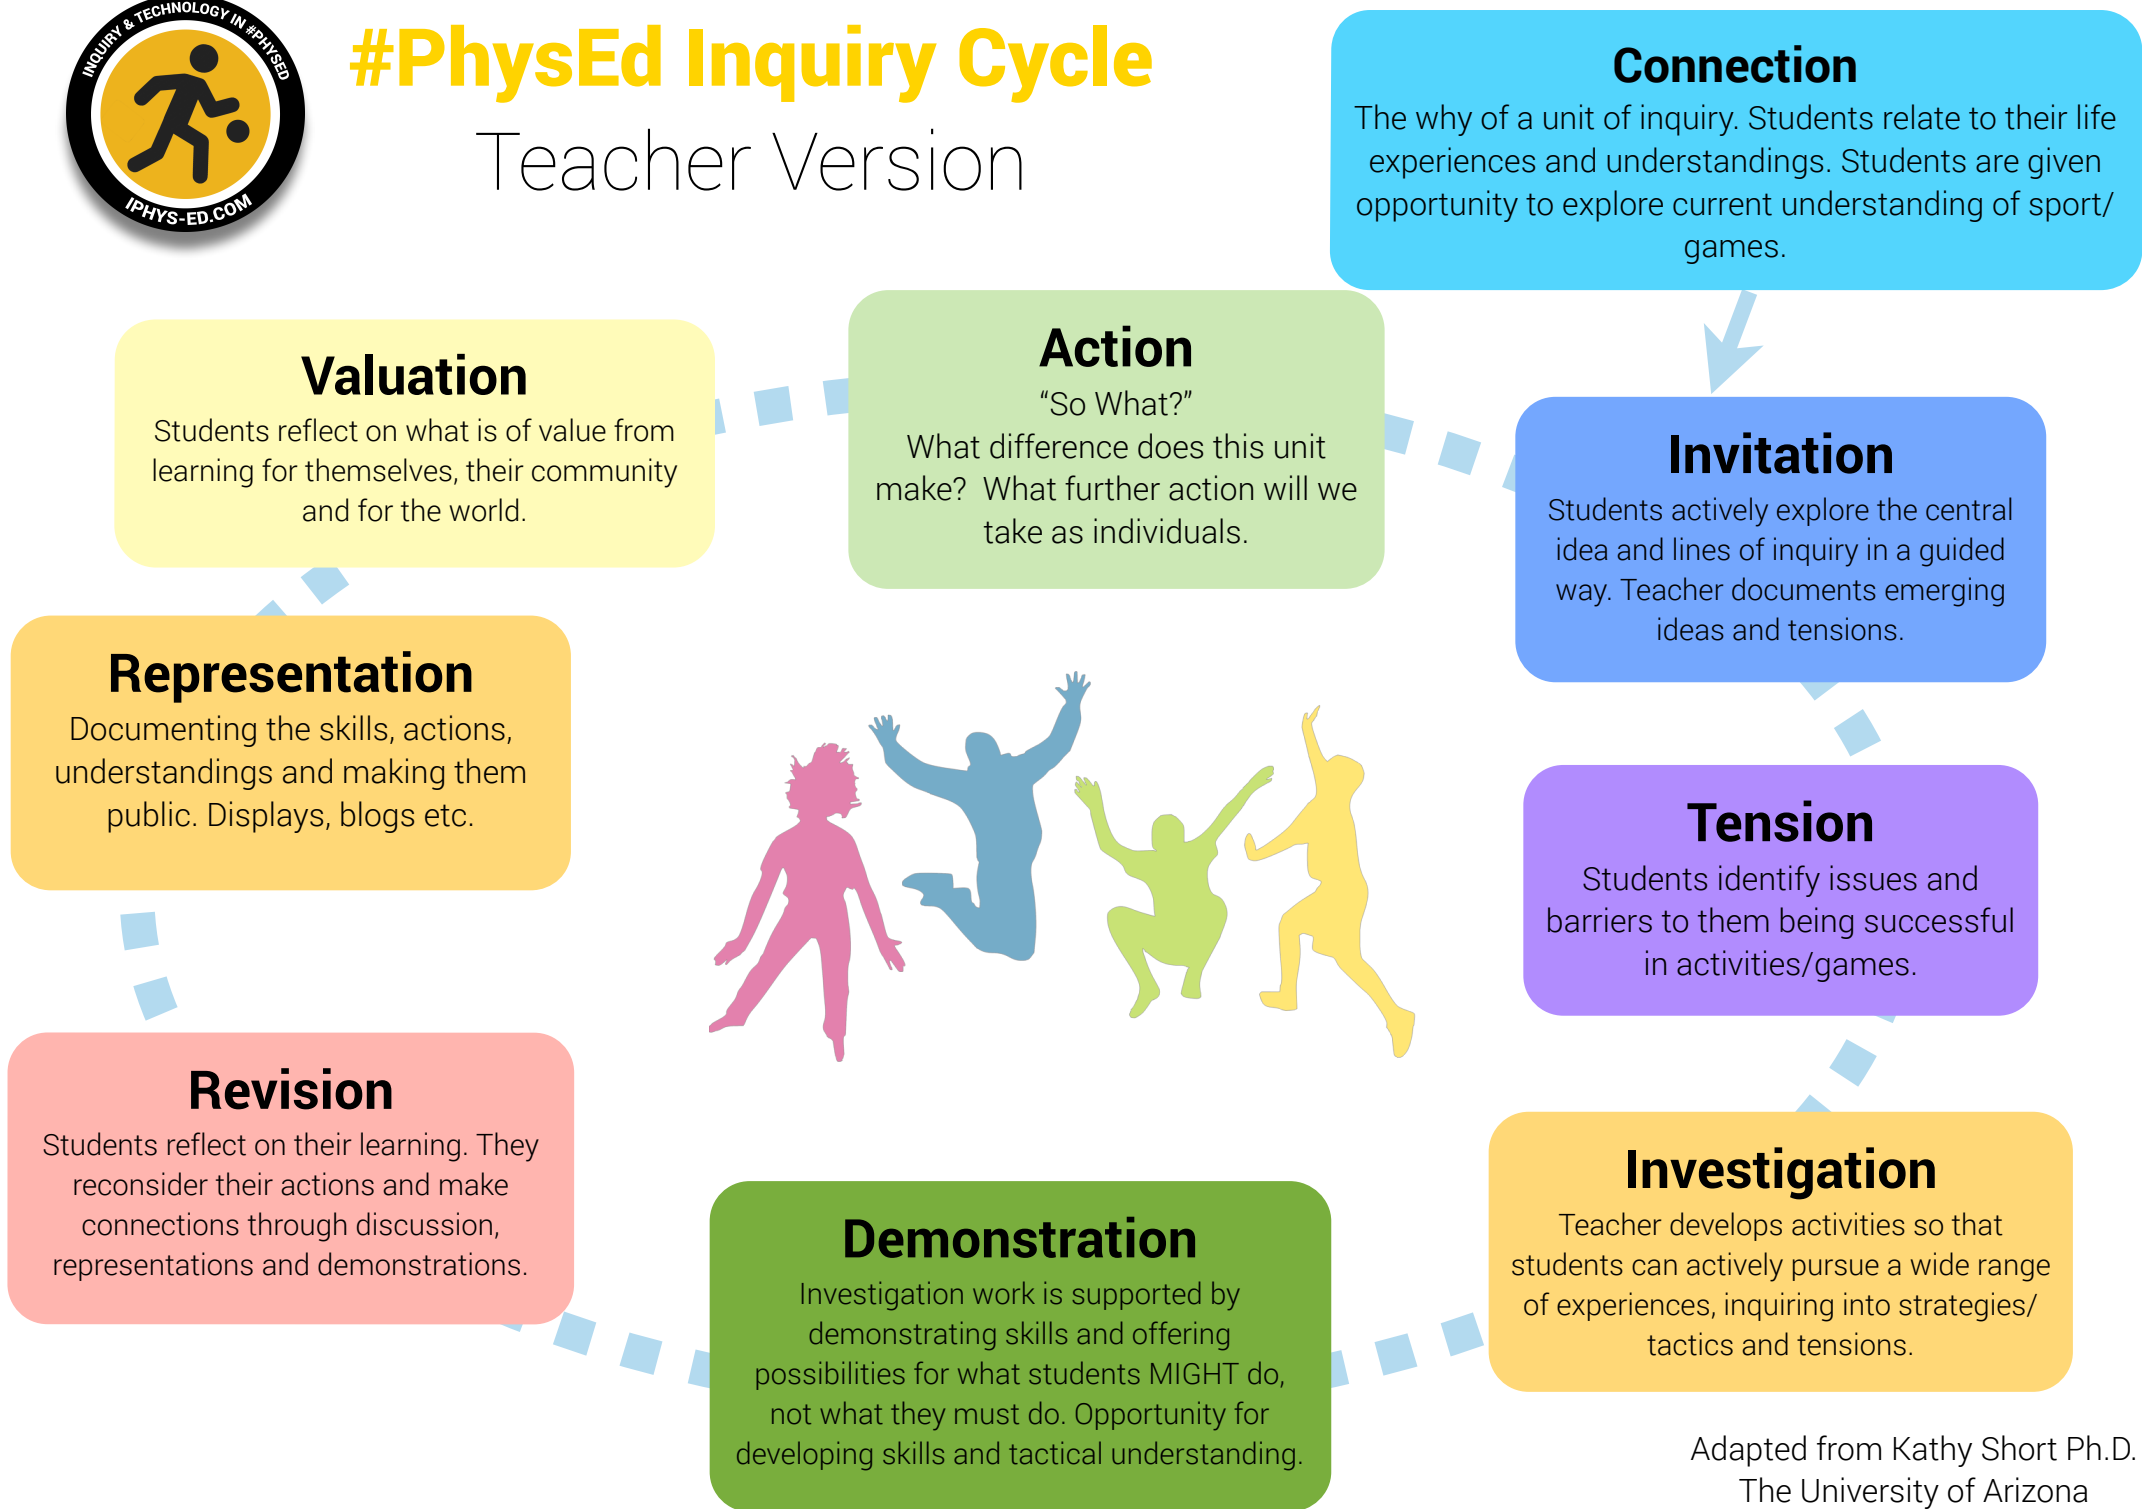 INQUIRY & TECHNOLOGY IN #PHYSED
IPHYS-ED.COM
#PhysEd Inquiry Cycle
Teacher Version
Connection
The why of a unit of inquiry. Students relate to their life
experiences and understandings. Students are given
opportunity to explore current understanding of sport/
games.
Invitation
Students actively explore the central
idea and lines of inquiry in a guided
way. Teacher documents emerging
ideas and tensions.
Tension
Students identify issues and
barriers to them being successful
in activities/games.
Investigation
Teacher develops activities so that
students can actively pursue a wide range
of experiences, inquiring into strategies/
tactics and tensions.
Demonstration
Investigation work is supported by
demonstrating skills and offering
possibilities for what students MIGHT do,
not what they must do. Opportunity for
developing skills and tactical understanding.
Revision
Students reflect on their learning. They
reconsider their actions and make
connections through discussion,
representations and demonstrations.
Representation
Documenting the skills, actions,
understandings and making them
public. Displays, blogs etc.
Valuation
Students reflect on what is of value from
learning for themselves, their community
and for the world.
Action
“So What?”
What difference does this unit
make?  What further action will we
take as individuals.
Adapted from Kathy Short Ph.D.
The University of Arizona